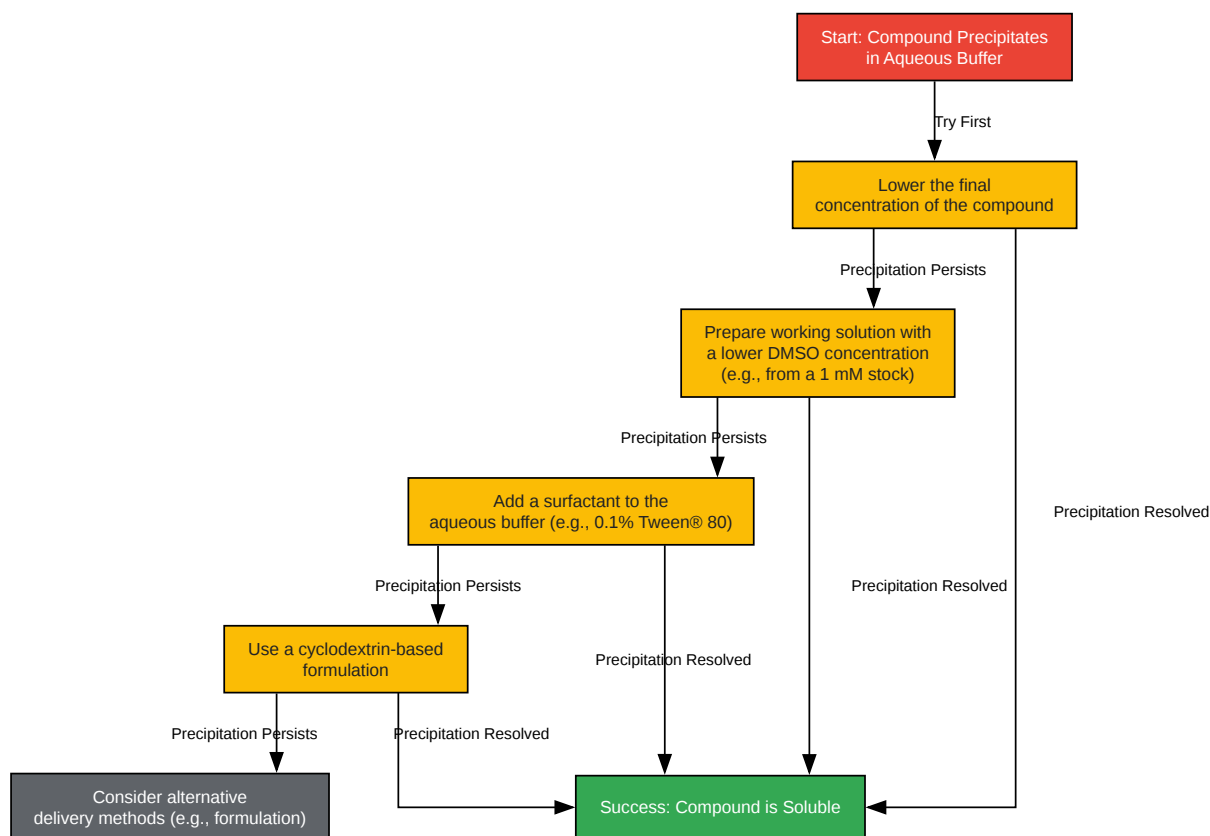 Start: Compound Precipitates
in Aqueous Buffer
Try First
Lower the final
concentration of the compound
Precipitation Persists
Prepare working solution with
a lower DMSO concentration
(e.g., from a 1 mM stock)
Precipitation Persists
Add a surfactant to the
aqueous buffer (e.g., 0.1% Tween® 80)
Precipitation Resolved
Precipitation Persists
Precipitation Resolved
Use a cyclodextrin-based
formulation
Precipitation Resolved
Precipitation Persists
Precipitation Resolved
Consider alternative
delivery methods (e.g., formulation)
Success: Compound is Soluble